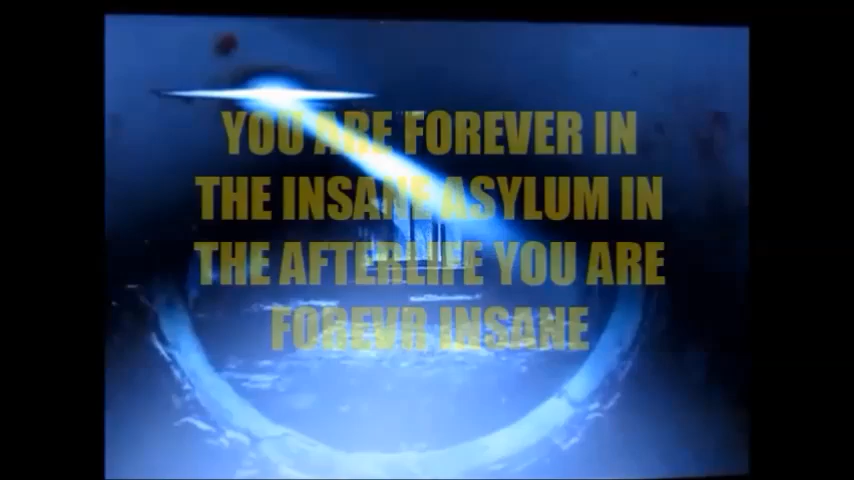 YOU ARE FOREVER IN
THE INSANE ASYLUM IN
THE AFTERLIFE YOU ARE
FOREVR INSANE